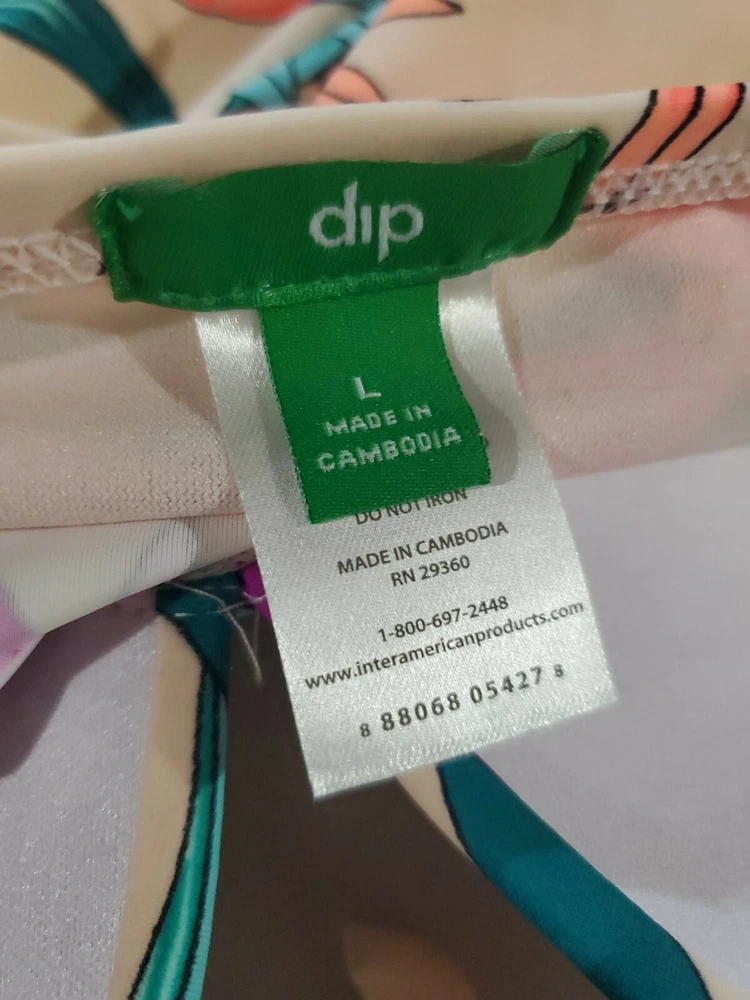 dip
L
MADE IN
CAMBODIA
DO NOT IRON
MADE IN CAMBODIA
RN 29360
1-800-697-2448
www.interamericanproducts.com
8 88068 05427 8